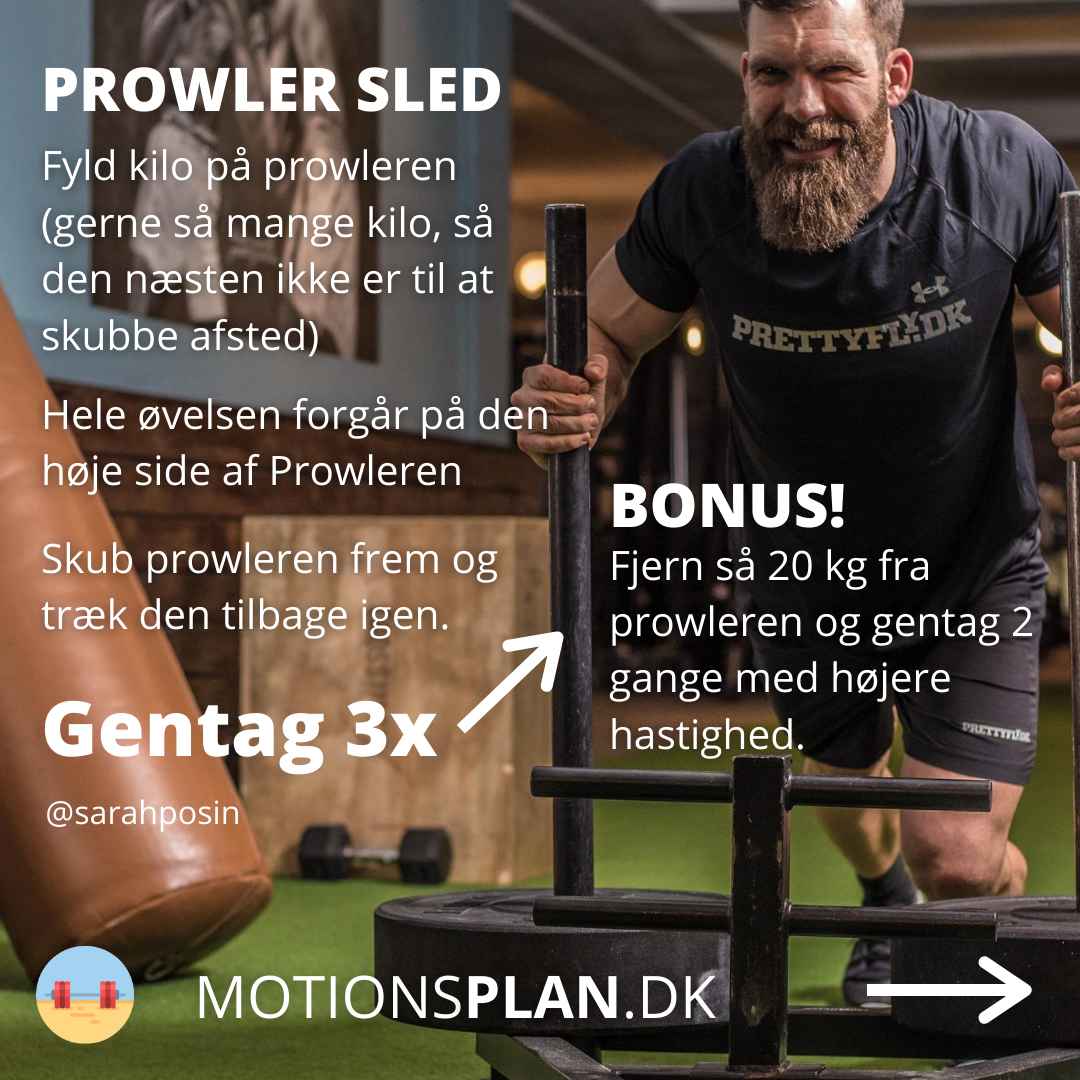 PROWLER SLED
Fyld kilo på prowleren
(gerne så mange kilo, så
den næsten ikke er til at
skubbe afsted)
Hele øvelsen forgår på den
høje side af Prowleren
Skub prowleren frem og
træk den tilbage igen.
Gentag 3x
@sarahposin
PRETTYFLY.DK
BONUS!
Fjern så 20 kg fra
prowleren og gentag 2
gange med højere
hastighed.
PRETTYFLY.DK
MOTIONSPLAN.DK